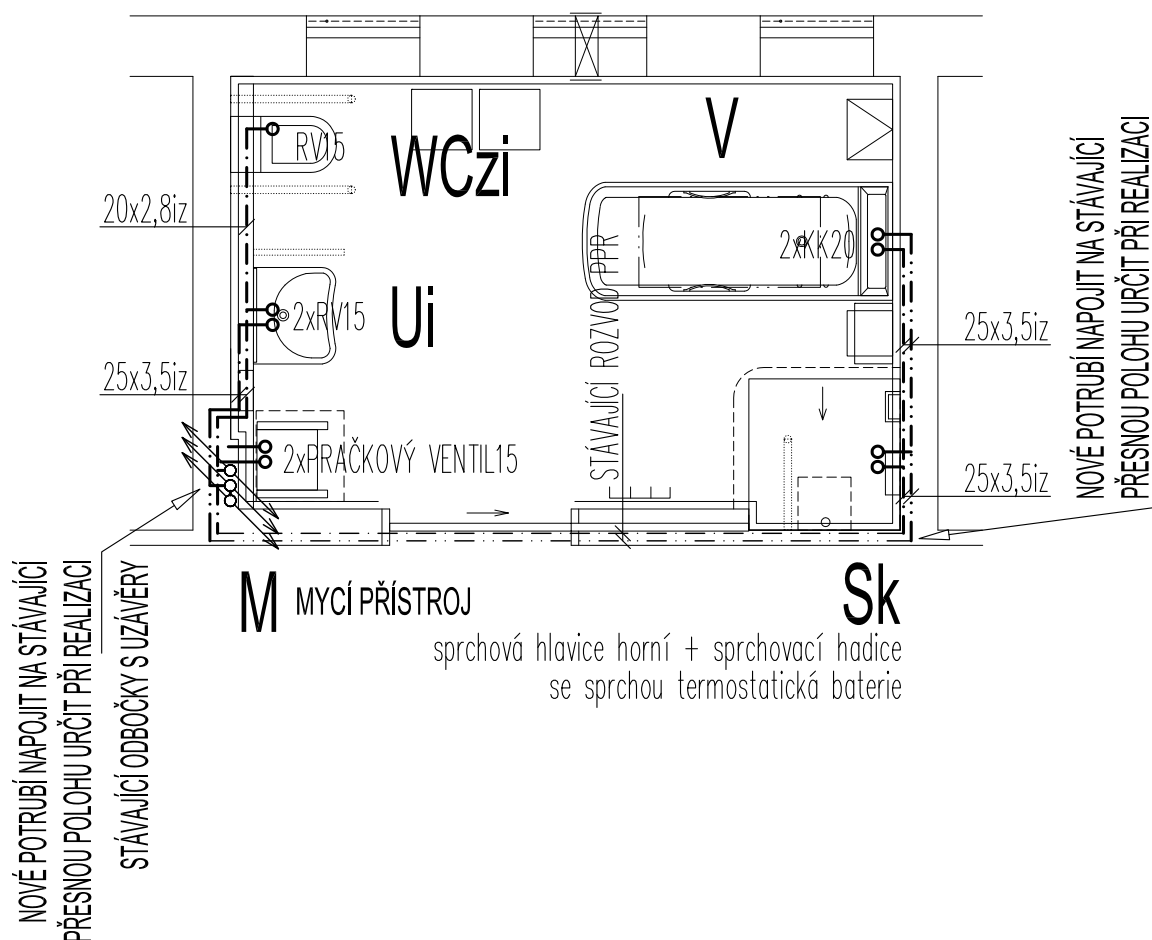 RV15
WCzi
V
20x2,8iz
2xKK20
2xRV15
Ui
STÁVAJÍCÍ ROZVOD PPR
25x3,5iz
25x3,5iz
2xPRAČKOVÝ VENTIL15
25x3,5iz
NOVÉ POTRUBÍ NAPOJIT NA STÁVAJÍCÍ
PŘESNOU POLOHU URČIT PŘI REALIZACI
M MYCÍ PŘÍSTROJ
Sk
sprchová hlavice horní + sprchovací hadice
se sprchou termostatická baterie
NOVÉ POTRUBÍ NAPOJIT NA STÁVAJÍCÍ
PŘESNOU POLOHU URČIT PŘI REALIZACI
STÁVAJÍCÍ ODBOČKY S UZÁVĚRY